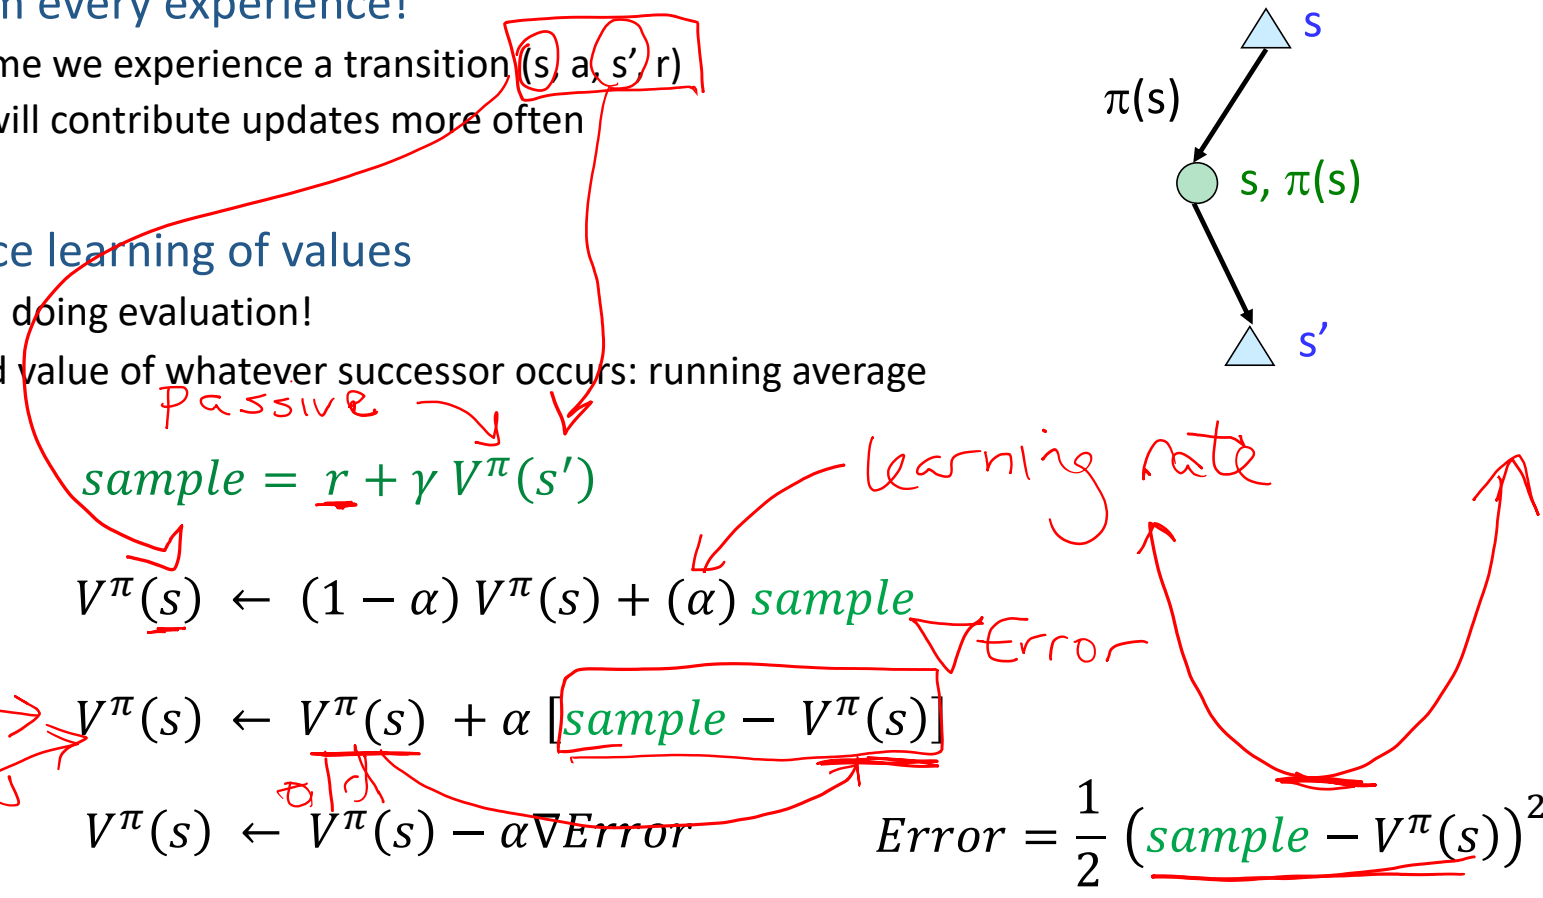 m every experience!
me we experience a transition (s, a, s’, r)
will contribute updates more often
ce learning of values
doing evaluation!
d value of whatever successor occurs: running average
passive
sample = r + γ V^π(s′)
learning rate
V^π(s) ← (1 − α) V^π(s) + (α) sample
∇Error
V^π(s) ← V^π(s) + α [sample − V^π(s)]
old
V^π(s) ← V^π(s) − α∇Error
Error = 1/2 (sample − V^π(s))^2
s
π(s)
s, π(s)
s’